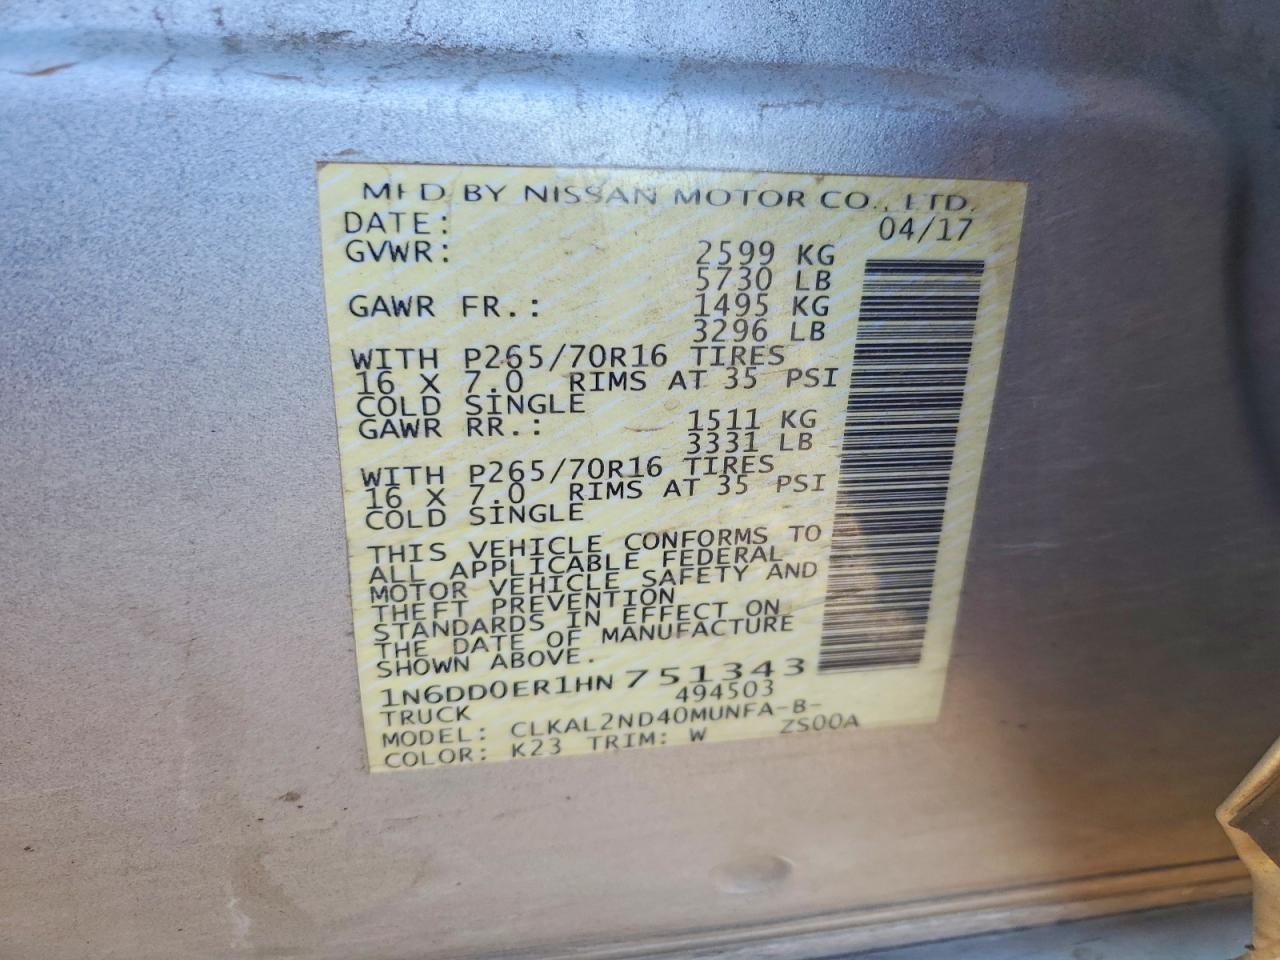 MFD BY NISSAN MOTOR CO., LTD.
DATE: 04/17
GVWR: 2599 KG
5730 LB
GAWR FR.: 1495 KG
3296 LB
WITH P265/70R16 TIRES
16 X 7.0 RIMS AT 35 PSI
COLD SINGLE
GAWR RR.: 1511 KG
3331 LB
WITH P265/70R16 TIRES
16 X 7.0 RIMS AT 35 PSI
COLD SINGLE
THIS VEHICLE CONFORMS TO
ALL APPLICABLE FEDERAL
MOTOR VEHICLE SAFETY AND
THEFT PREVENTION
STANDARDS IN EFFECT ON
THE DATE OF MANUFACTURE
SHOWN ABOVE.
1N6DD0ER1HN751343
TRUCK 494503
MODEL: CLKAL2ND40MUNFA-B-
COLOR: K23 TRIM: W ZS00A